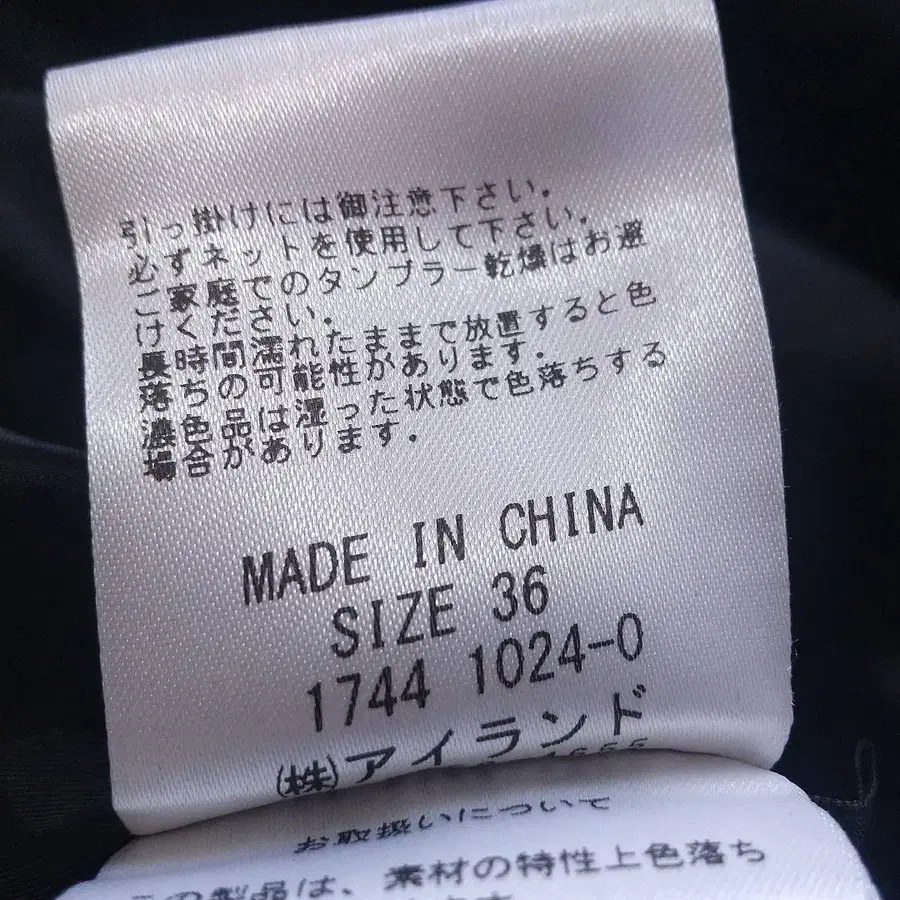 引っ掛けには御注意下さい.
必ずネットを使用して下さい.
ご家庭でのタンブラー乾燥はお避
けください.
長時間濡れたままで放置すると色
落ちの可能性があります.
濃色品は湿った状態で色落ちする
場合があります.
MADE IN CHINA
SIZE 36
1744 1024-0
(株)アイランド
お取扱いについて
この製品は、素材の特性上色落ち